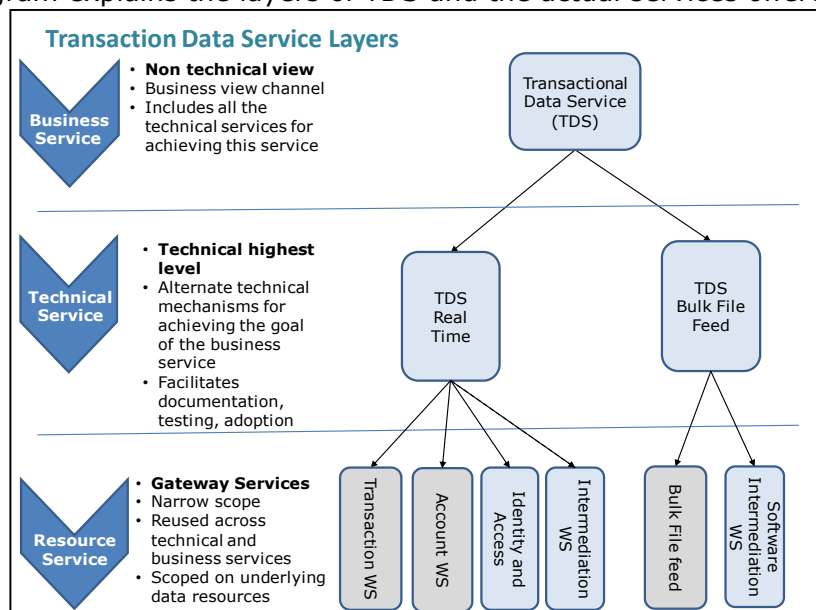 Transaction Data Service Layers
Business
Service
• Non technical view
• Business view channel
• Includes all the
technical services for
achieving this service
Transactional
Data Service
(TDS)
Technical
Service
• Technical highest
level
• Alternate technical
mechanisms for
achieving the goal
of the business
service
• Facilitates
documentation,
testing, adoption
TDS
Real
Time
TDS
Bulk File
Feed
Resource
Service
• Gateway Services
• Narrow scope
• Reused across
technical and
business services
• Scoped on underlying
data resources
Transaction WS
Account WS
Identity and
Access
Intermediation
WS
Bulk File feed
Software
Intermediation
WS